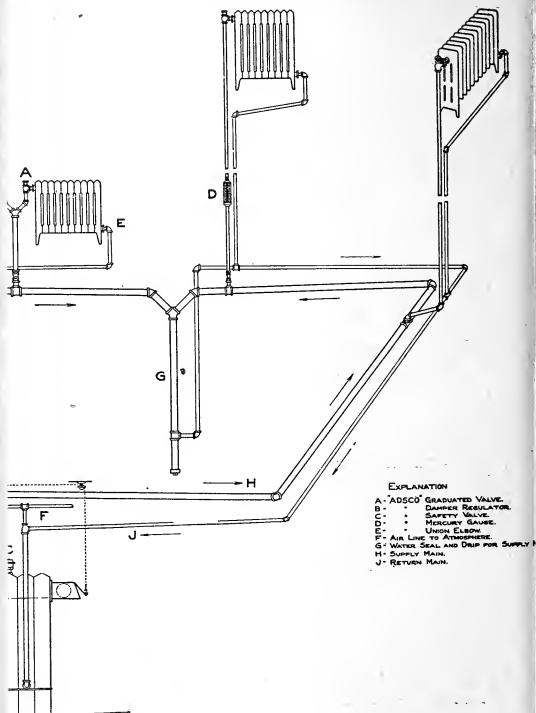 A
E
D
G
H
F
J
EXPLANATION
A - "ADSCO" GRADUATED VALVE.
B - " DAMPER REGULATOR.
C - " SAFETY VALVE.
D - " MERCURY GAUGE.
E - " UNION ELBOW.
F - AIR LINE TO ATMOSPHERE.
G - WATER SEAL AND DRIP FOR SUPPLY M
H - SUPPLY MAIN.
J - RETURN MAIN.